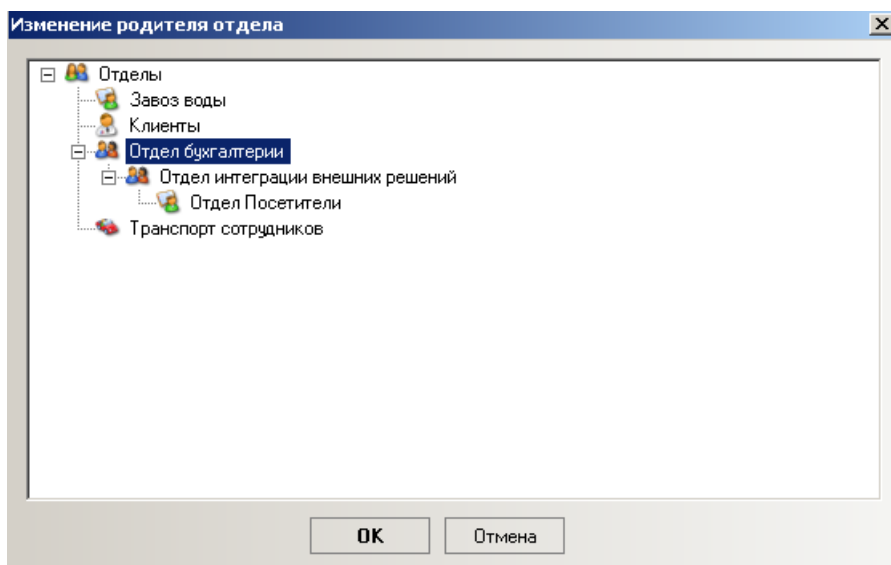 Изменение родителя отдела
Отделы
Завоз воды
Клиенты
Отдел бухгалтерии
Отдел интеграции внешних решений
Отдел Посетители
Транспорт сотрудников
OK
Отмена